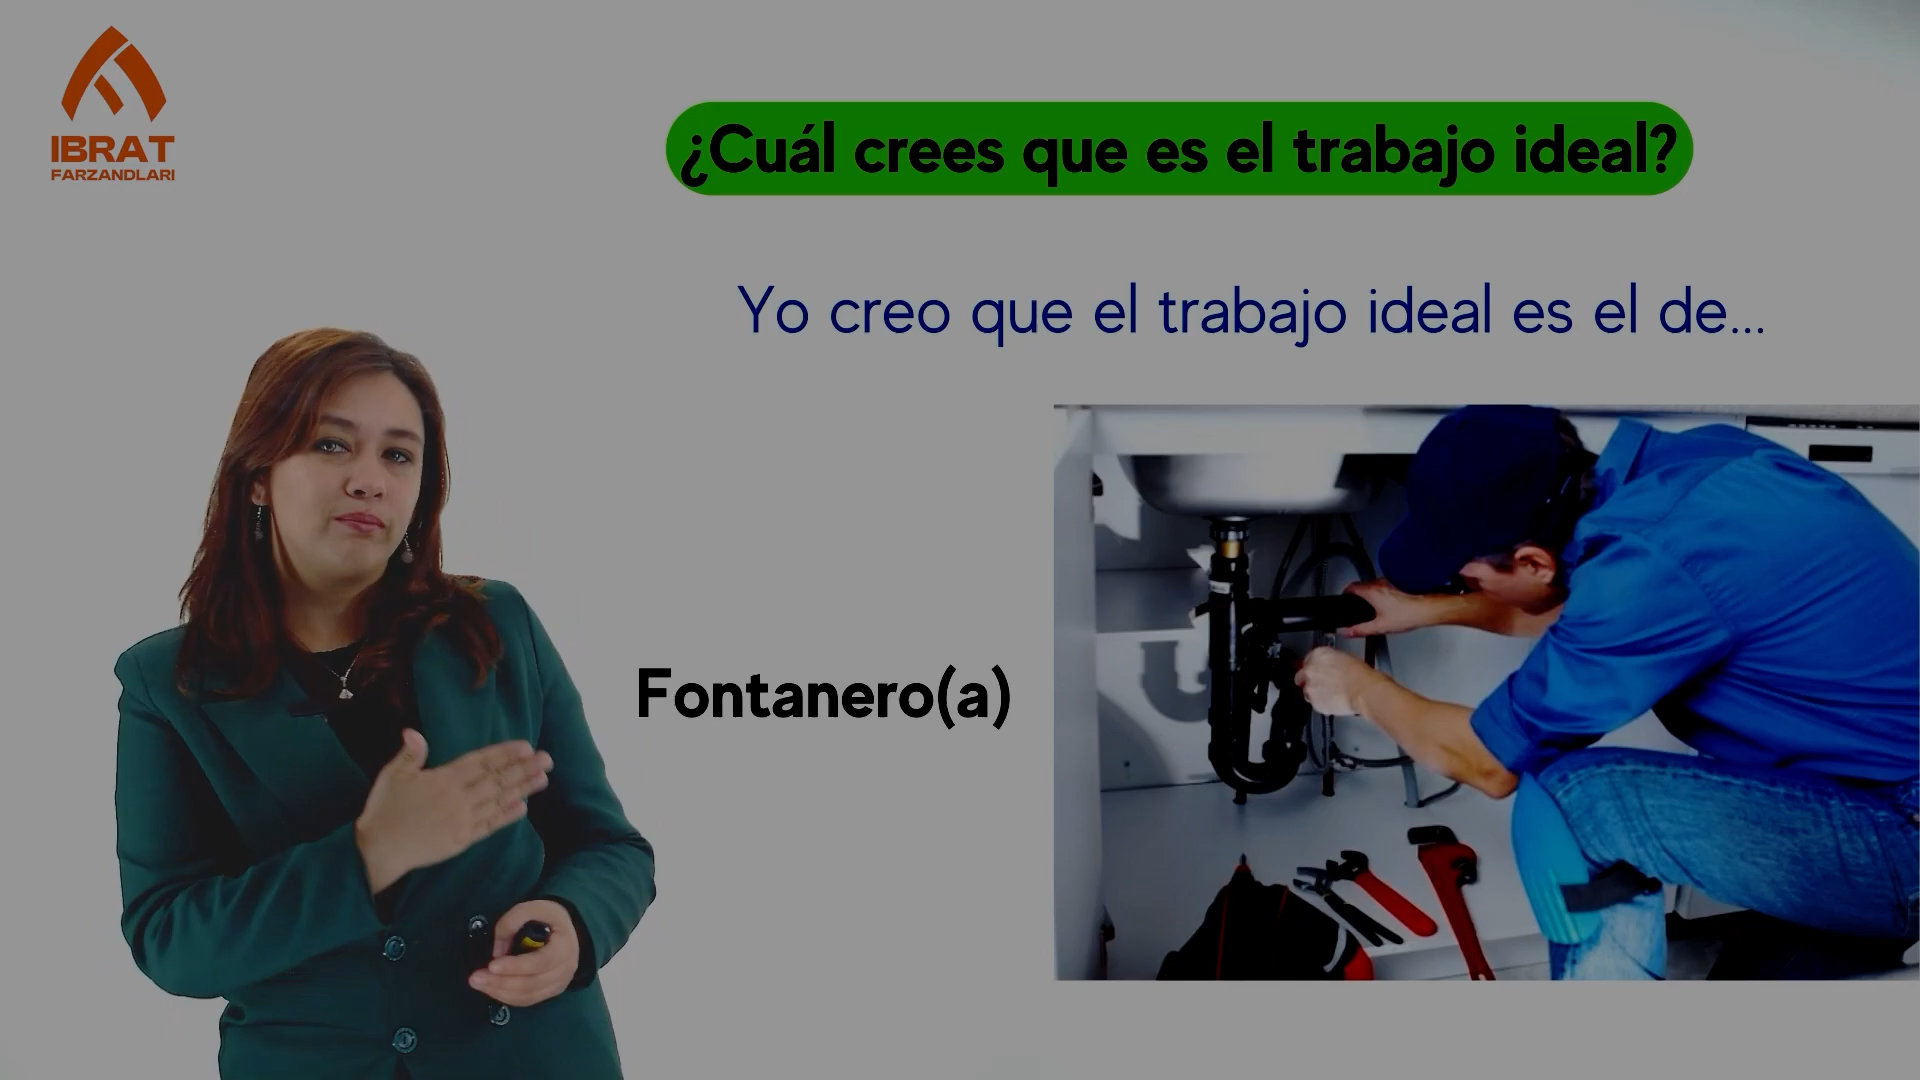 IBRAT
FARZANDLARI
¿Cuál crees que es el trabajo ideal?
Yo creo que el trabajo ideal es el de...
Fontanero(a)